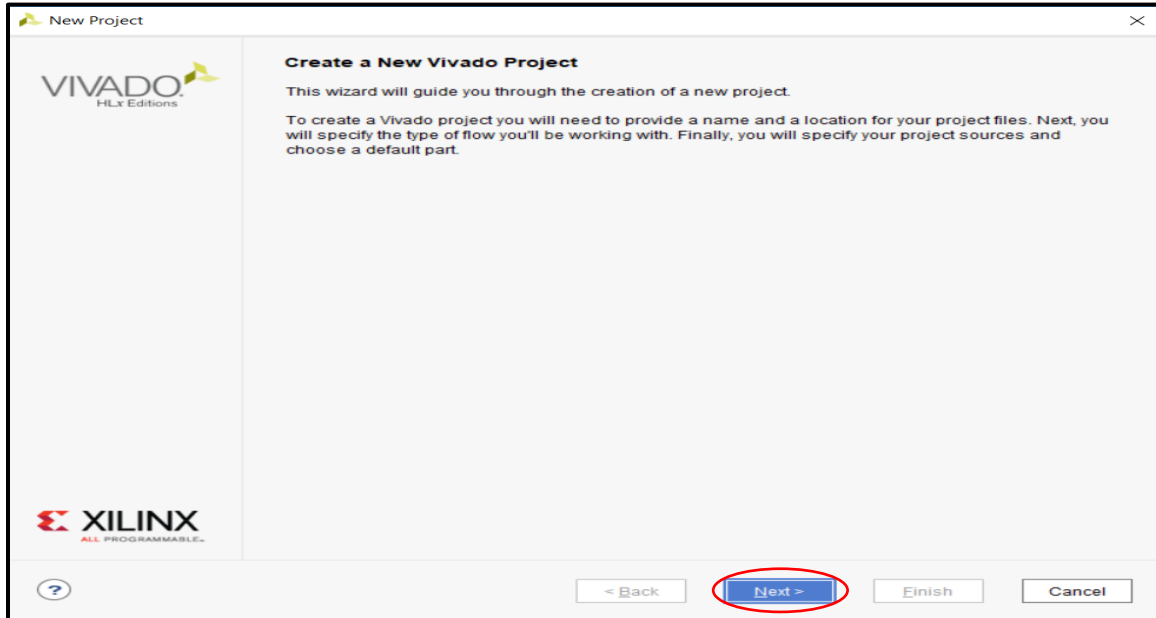 New Project
VIVADO.
HLx Editions
Create a New Vivado Project
This wizard will guide you through the creation of a new project.
To create a Vivado project you will need to provide a name and a location for your project files. Next, you
will specify the type of flow you'll be working with. Finally, you will specify your project sources and
choose a default part.
XILINX
ALL PROGRAMMABLE™
?
< Back
Next >
Finish
Cancel